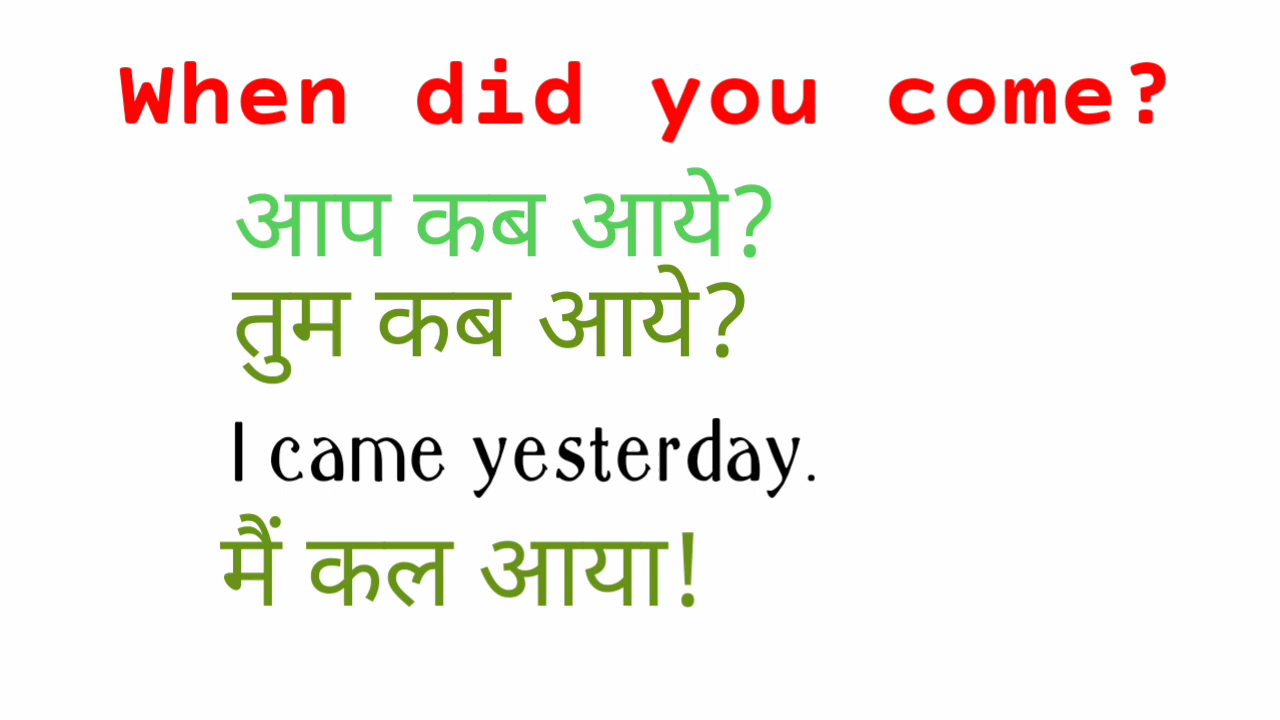 When did you come?
आप कब आये?
तुम कब आये?
I came yesterday.
मैं कल आया!